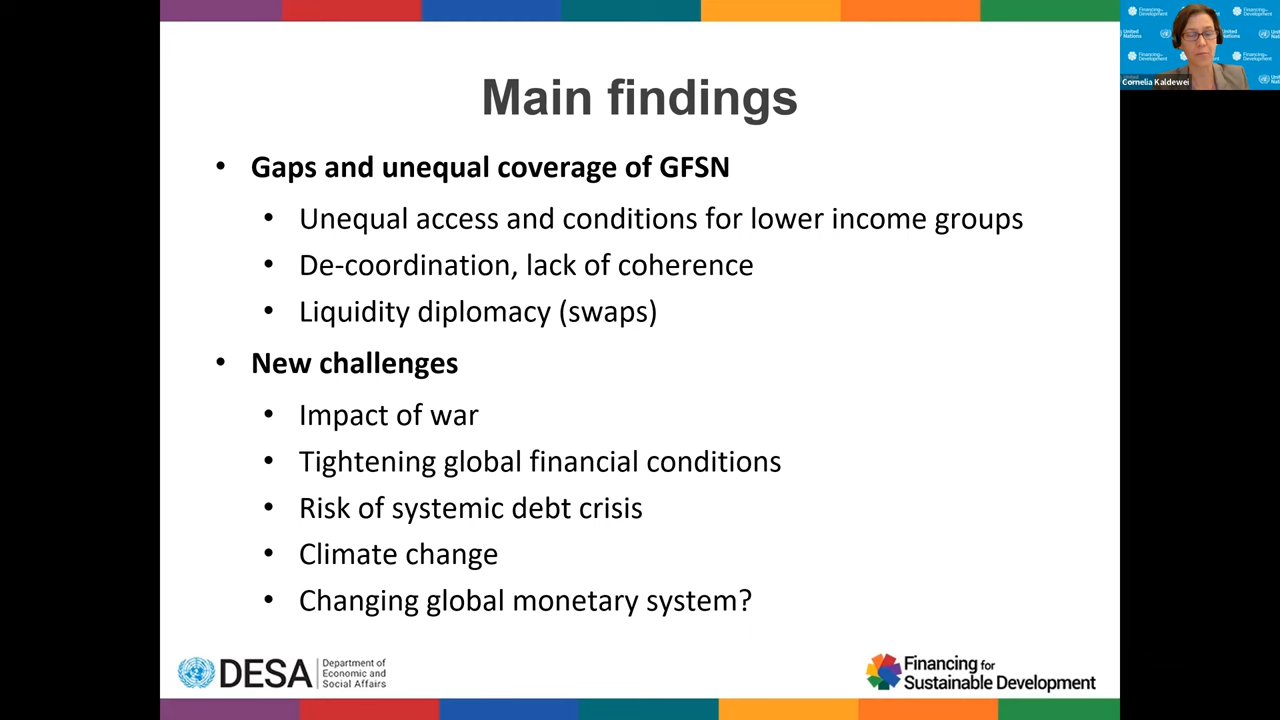 Main findings
• Gaps and unequal coverage of GFSN
• Unequal access and conditions for lower income groups
• De-coordination, lack of coherence
• Liquidity diplomacy (swaps)
• New challenges
• Impact of war
• Tightening global financial conditions
• Risk of systemic debt crisis
• Climate change
• Changing global monetary system?
DESA
Department of
Economic and
Social Affairs
Financing for
Sustainable Development
Cornelia Kaldewei